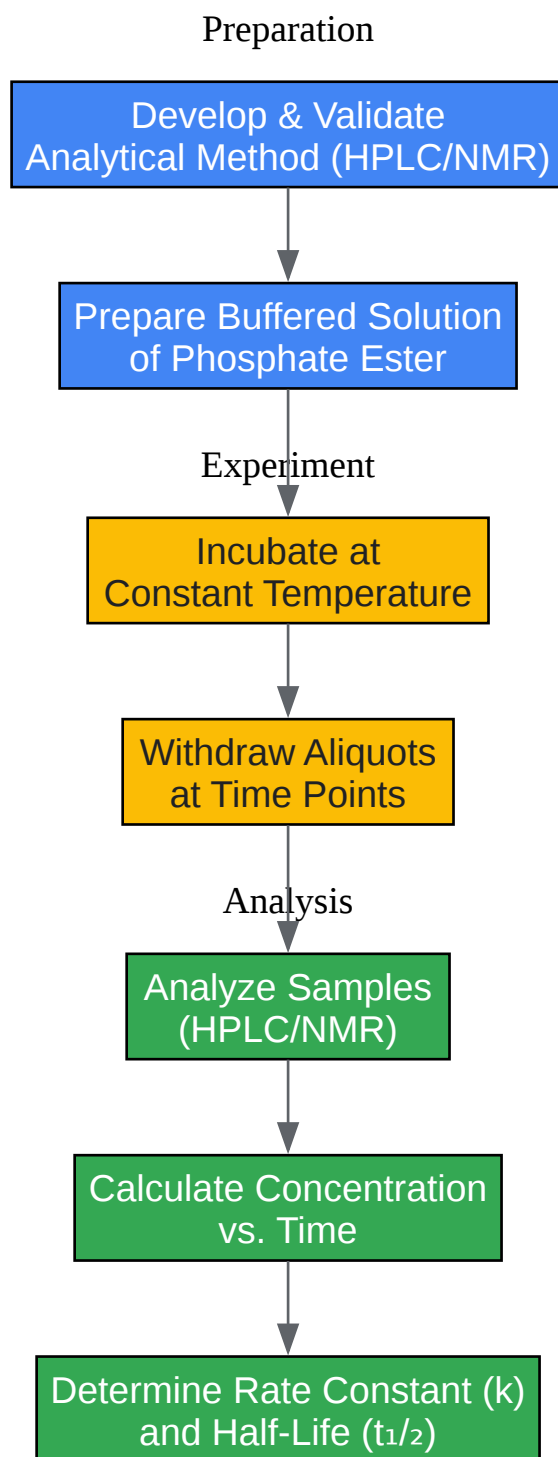 Preparation
Develop & Validate
Analytical Method (HPLC/NMR)
Prepare Buffered Solution
of Phosphate Ester
Experiment
Incubate at
Constant Temperature
Withdraw Aliquots
at Time Points
Analysis
Analyze Samples
(HPLC/NMR)
Calculate Concentration
vs. Time
Determine Rate Constant (k)
and Half-Life (t₁/₂)